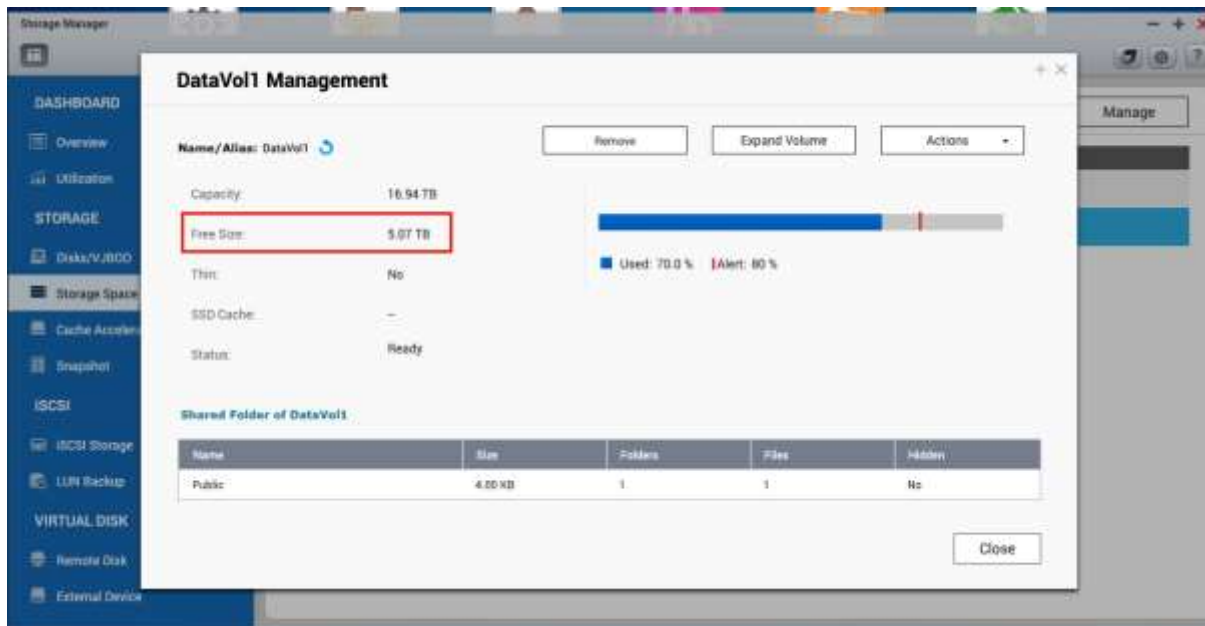 Storage Manager
DataVol1 Management
DASHBOARD
Manage
Overview
Name/Alias: DataVol1
Remove
Expand Volume
Actions
Utilization
Capacity:
16.94 TB
STORAGE
Free Size:
5.07 TB
Disks/VJBOD
Used: 70.0 %
Alert: 80 %
Thin:
No
Storage Space
SSD Cache:
--
Cache Acceler
Status:
Ready
Snapshot
iSCSI
Shared Folder of DataVol1
iSCSI Storage
Name
Size
Folders
Files
Hidden
LUN Backup
Public
4.00 KB
1
1
No
VIRTUAL DISK
Close
Remote Disk
External Device